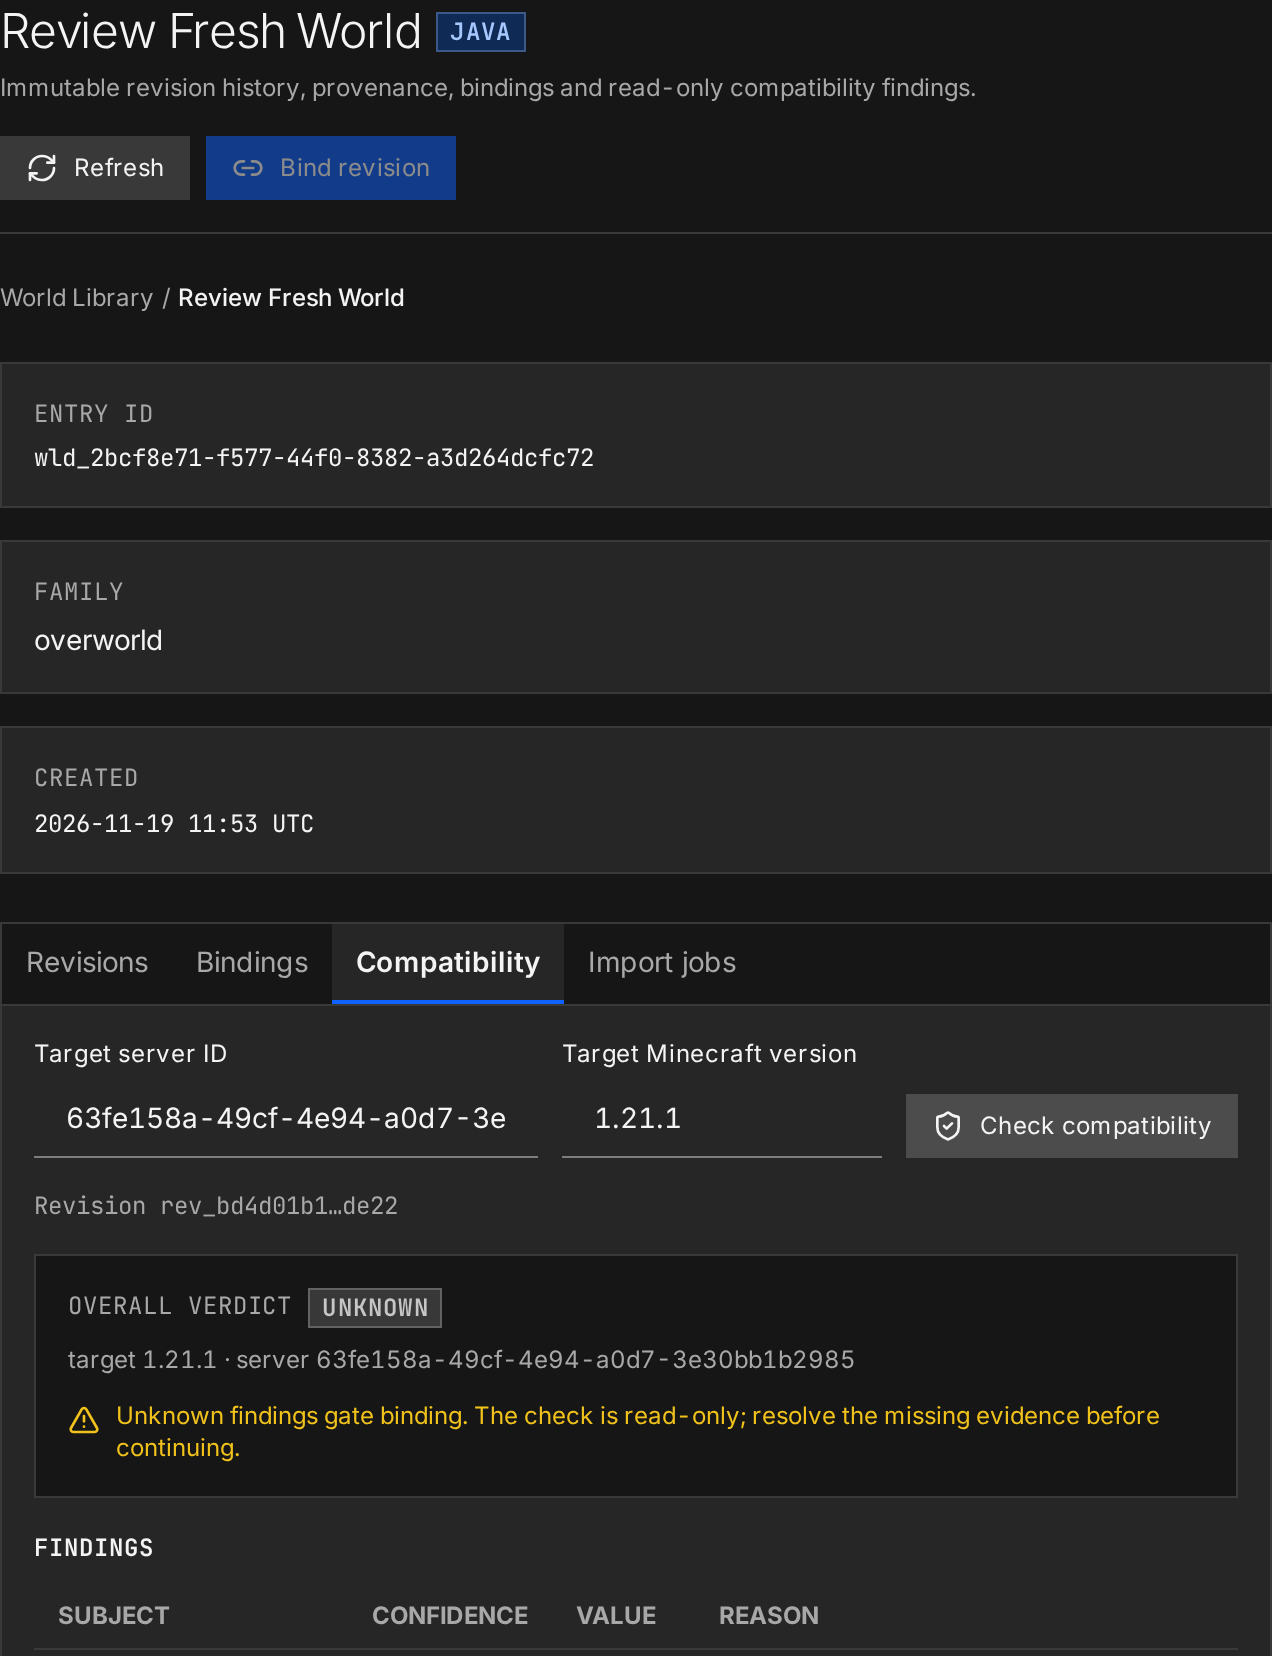 Review Fresh World JAVA
Immutable revision history, provenance, bindings and read-only compatibility findings.
Refresh Bind revision
World Library / Review Fresh World
ENTRY ID
wld_2bcf8e71-f577-44f0-8382-a3d264dcfc72
FAMILY
overworld
CREATED
2026-11-19 11:53 UTC
Revisions Bindings Compatibility Import jobs
Target server ID Target Minecraft version
63fe158a-49cf-4e94-a0d7-3e 1.21.1 Check compatibility
Revision rev_bd4d01b1…de22
OVERALL VERDICT UNKNOWN
target 1.21.1 · server 63fe158a-49cf-4e94-a0d7-3e30bb1b2985
Unknown findings gate binding. The check is read-only; resolve the missing evidence before
continuing.
FINDINGS
SUBJECT CONFIDENCE VALUE REASON